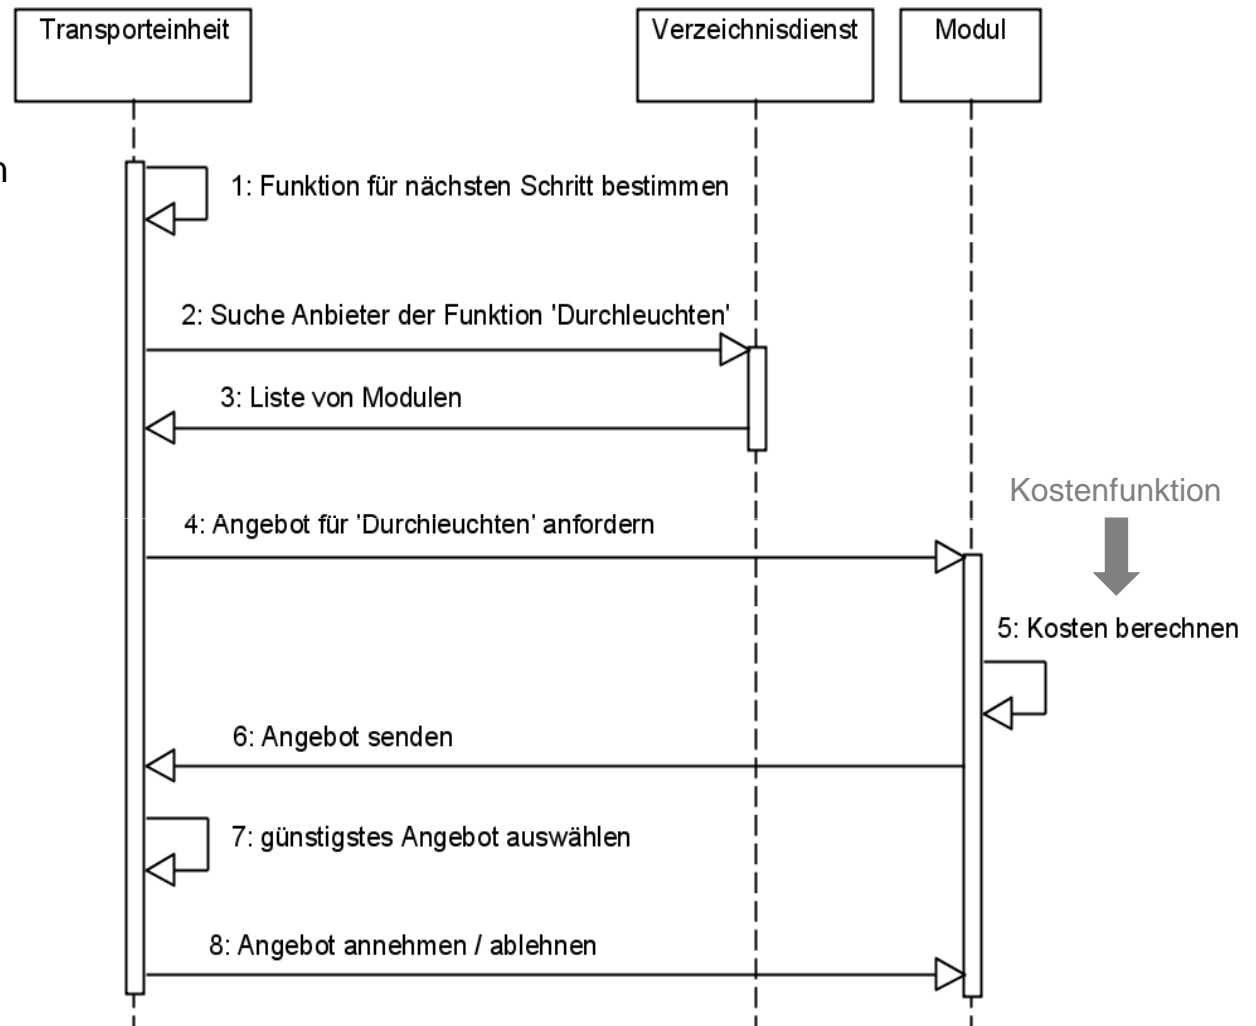 Transporteinheit
Verzeichnisdienst
Modul
n
1: Funktion für nächsten Schritt bestimmen
2: Suche Anbieter der Funktion 'Durchleuchten'
3: Liste von Modulen
Kostenfunktion
4: Angebot für 'Durchleuchten' anfordern
5: Kosten berechnen
6: Angebot senden
7: günstigstes Angebot auswählen
8: Angebot annehmen / ablehnen